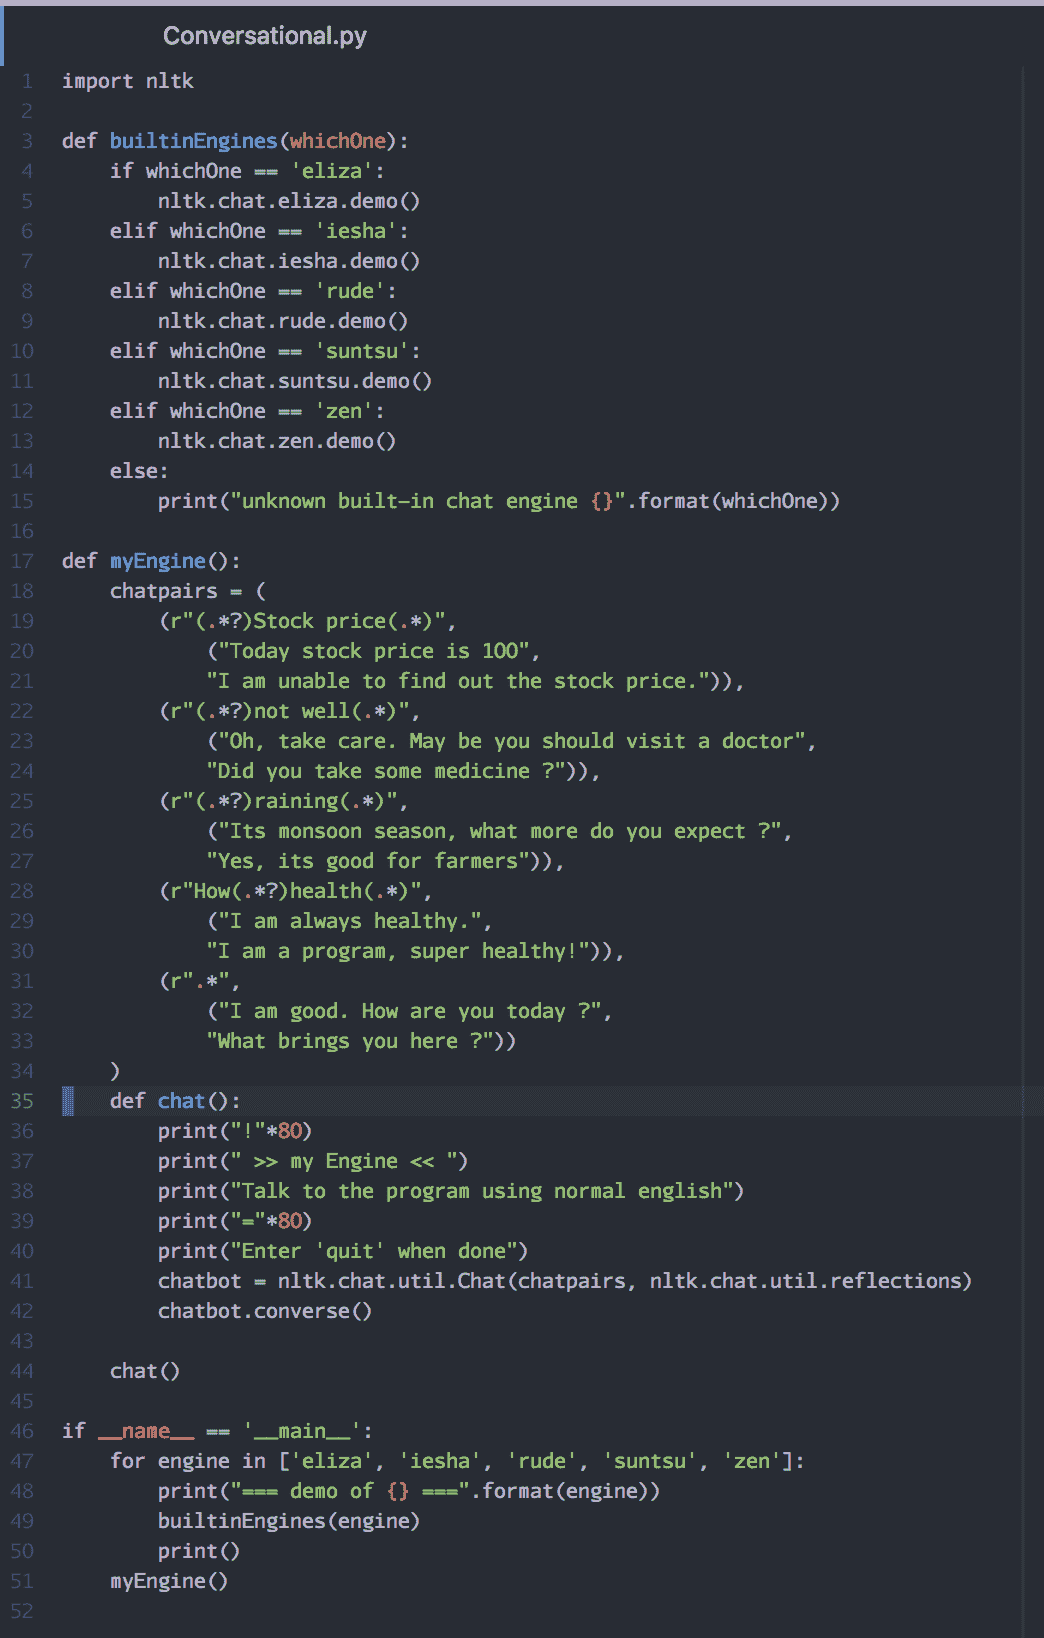 Conversational.py
1 import nltk
2
3 def builtinEngines(whichOne):
4     if whichOne == 'eliza':
5         nltk.chat.eliza.demo()
6     elif whichOne == 'iesha':
7         nltk.chat.iesha.demo()
8     elif whichOne == 'rude':
9         nltk.chat.rude.demo()
10     elif whichOne == 'suntsu':
11         nltk.chat.suntsu.demo()
12     elif whichOne == 'zen':
13         nltk.chat.zen.demo()
14     else:
15         print("unknown built-in chat engine {}".format(whichOne))
16
17 def myEngine():
18     chatpairs = (
19         (r"(.*?)Stock price(.*)",
20             ("Today stock price is 100",
21             "I am unable to find out the stock price.")),
22         (r"(.*?)not well(.*)",
23             ("Oh, take care. May be you should visit a doctor",
24             "Did you take some medicine ?")),
25         (r"(.*?)raining(.*)",
26             ("Its monsoon season, what more do you expect ?",
27             "Yes, its good for farmers")),
28         (r"How(.*?)health(.*)",
29             ("I am always healthy.",
30             "I am a program, super healthy!")),
31         (r".*",
32             ("I am good. How are you today ?",
33             "What brings you here ?"))
34     )
35     def chat():
36         print("!"*80)
37         print(" >> my Engine << ")
38         print("Talk to the program using normal english")
39         print("="*80)
40         print("Enter 'quit' when done")
41         chatbot = nltk.chat.util.Chat(chatpairs, nltk.chat.util.reflections)
42         chatbot.converse()
43
44     chat()
45
46 if __name__ == '__main__':
47     for engine in ['eliza', 'iesha', 'rude', 'suntsu', 'zen']:
48         print("=== demo of {} ===".format(engine))
49         builtinEngines(engine)
50         print()
51     myEngine()
52